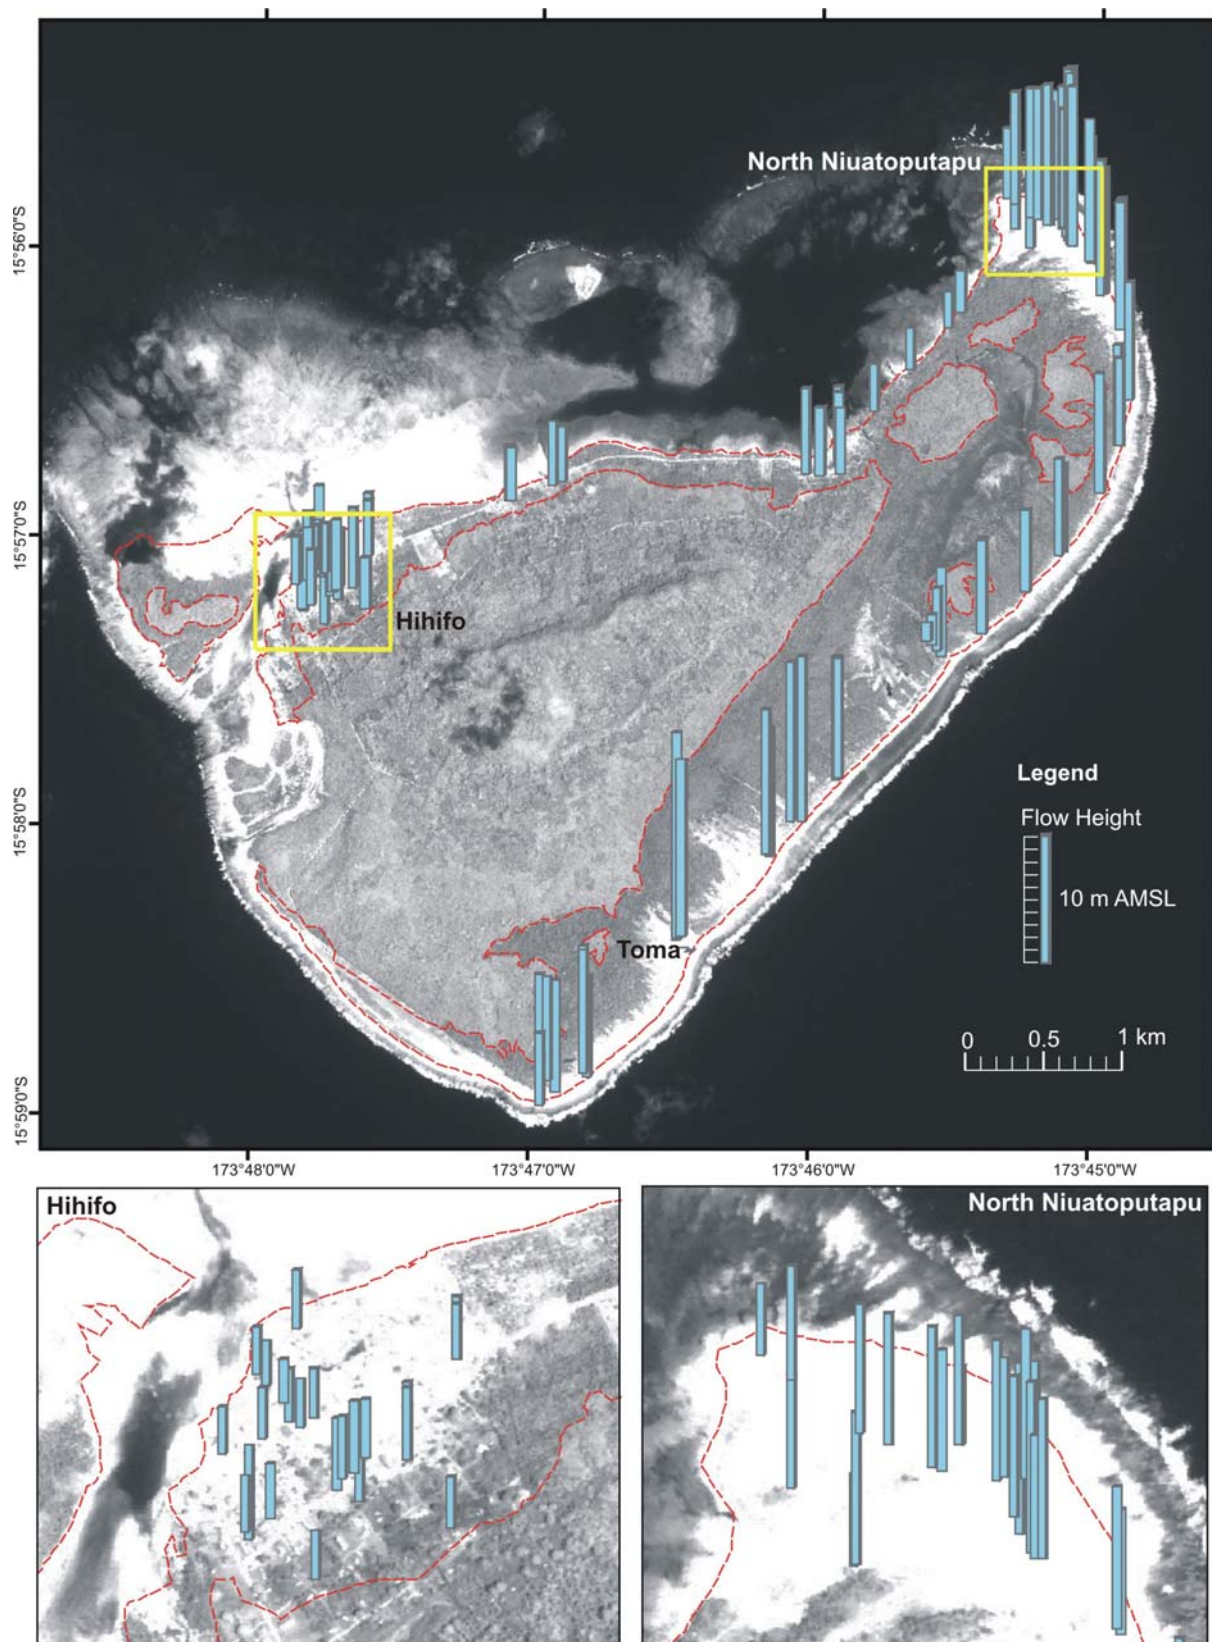 North Niuatoputapu
15°56'0"S
15°57'0"S
Hihifo
Legend
Flow Height
10 m AMSL
15°58'0"S
Toma
0 0.5 1 km
15°59'0"S
173°48'0"W 173°47'0"W 173°46'0"W 173°45'0"W
Hihifo
North Niuatoputapu